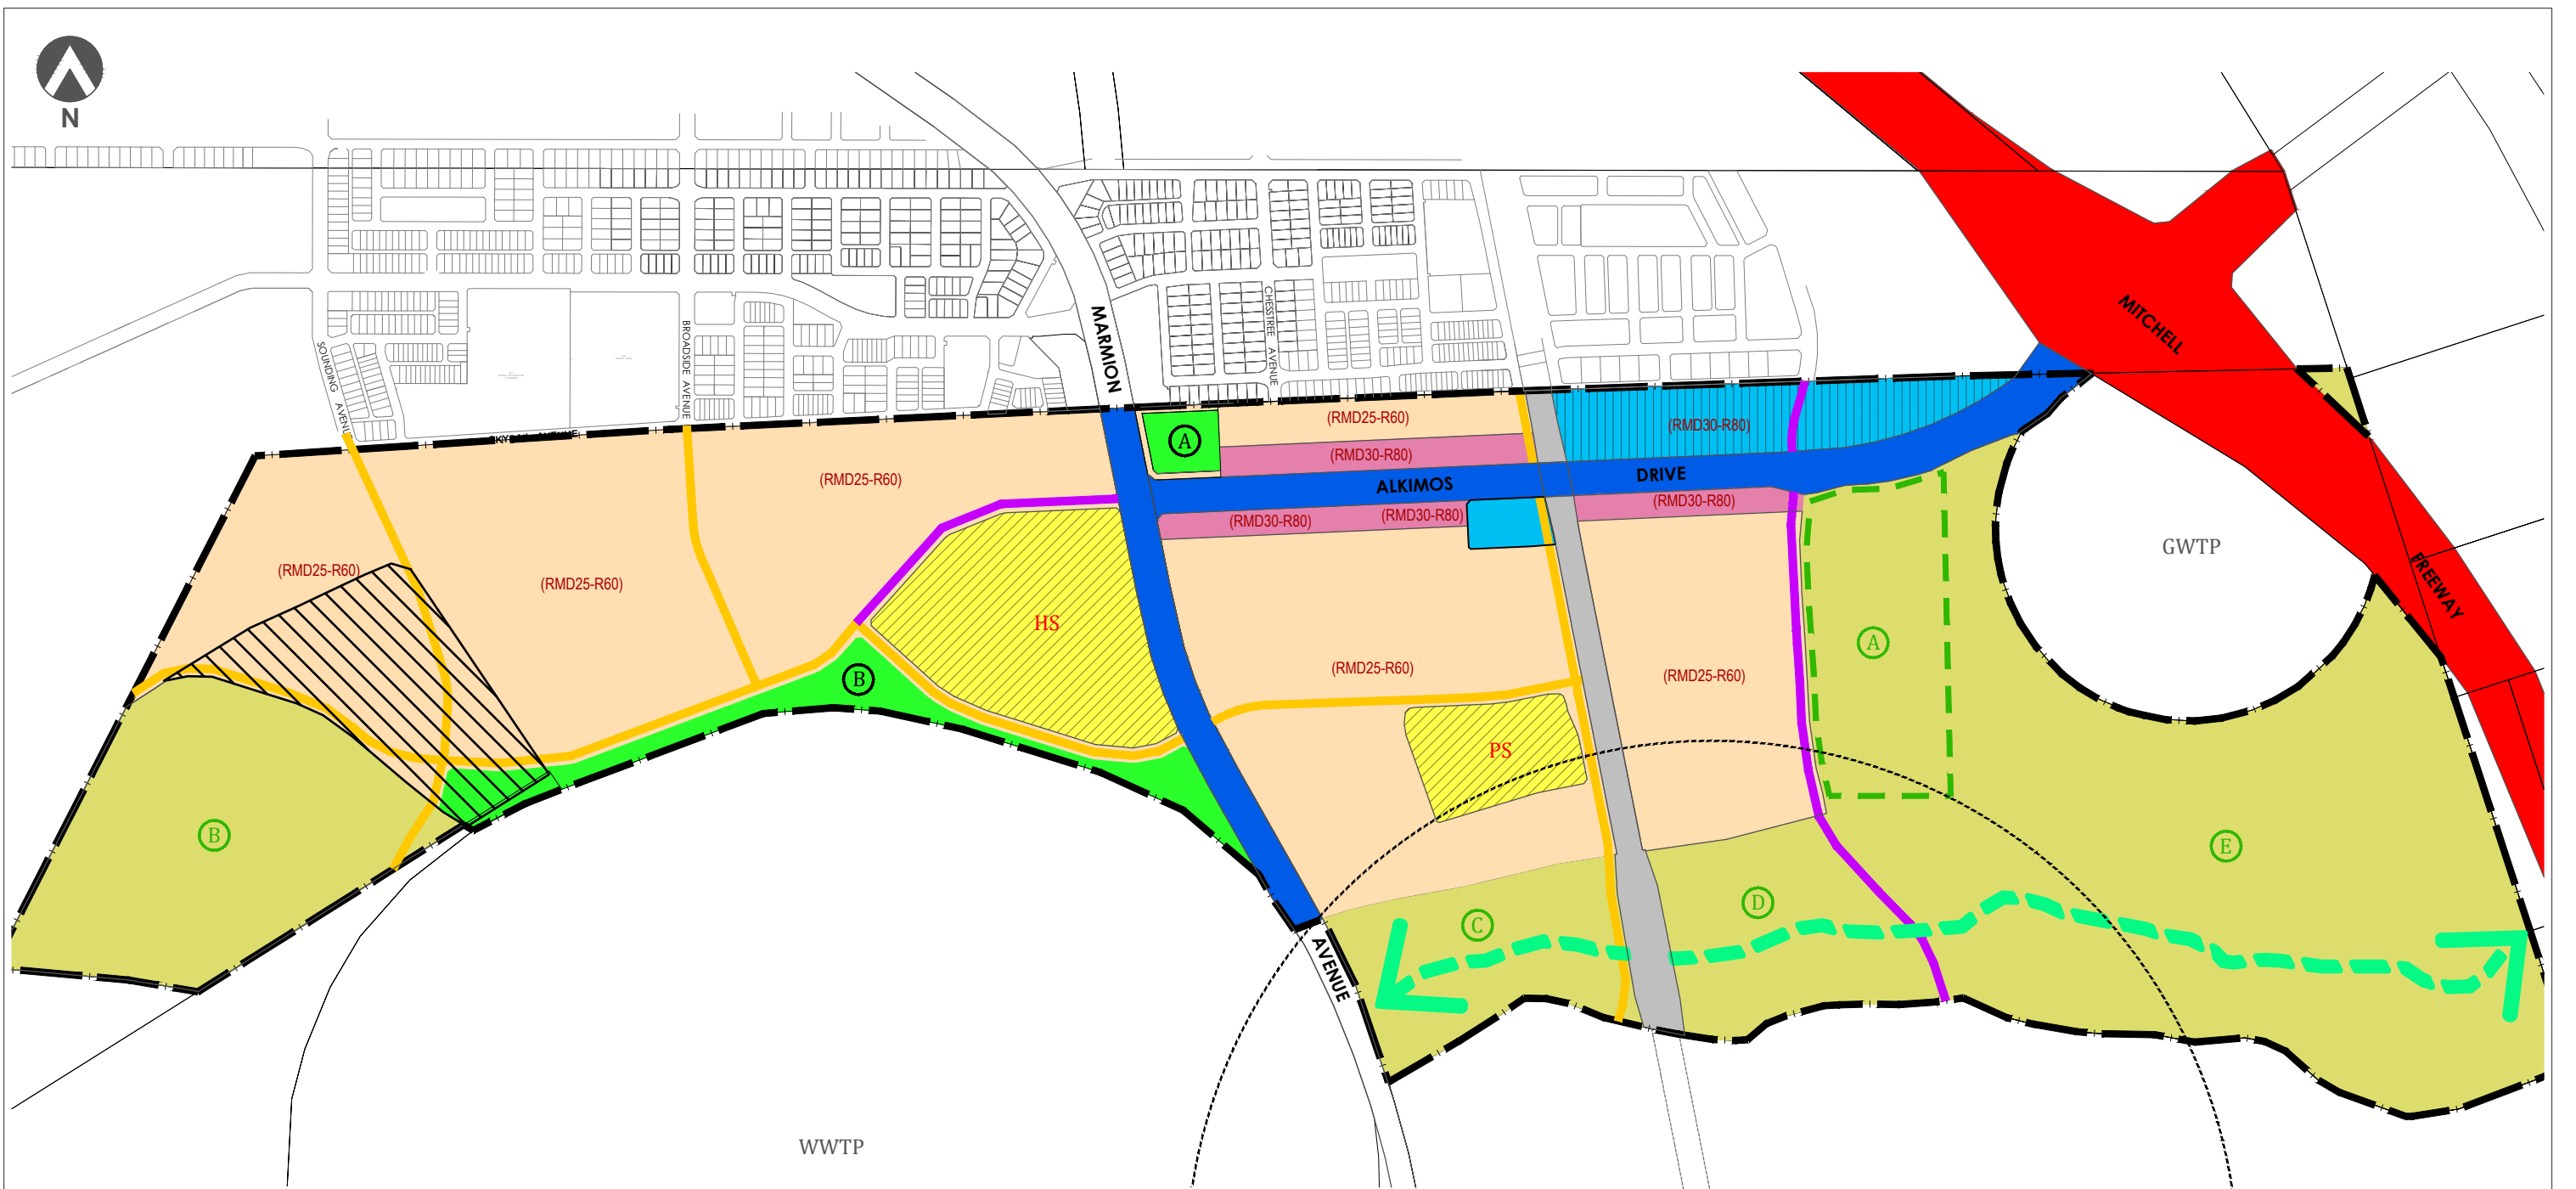 N
MITCHELL
MARMION
CHESSTREE AVENUE
BROADSIDE AVENUE
SOUNDING AVENUE
(RMD25-R60)
(RMD30-R80)
A
(RMD30-R80)
(RMD25-R60)
DRIVE
ALKIMOS
(RMD30-R80)
(RMD30-R80)
(RMD30-R80)
GWTP
(RMD25-R60)
(RMD25-R60)
FREEWAY
HS
A
(RMD25-R60)
(RMD25-R60)
B
PS
B
E
D
C
AVENUE
WWTP